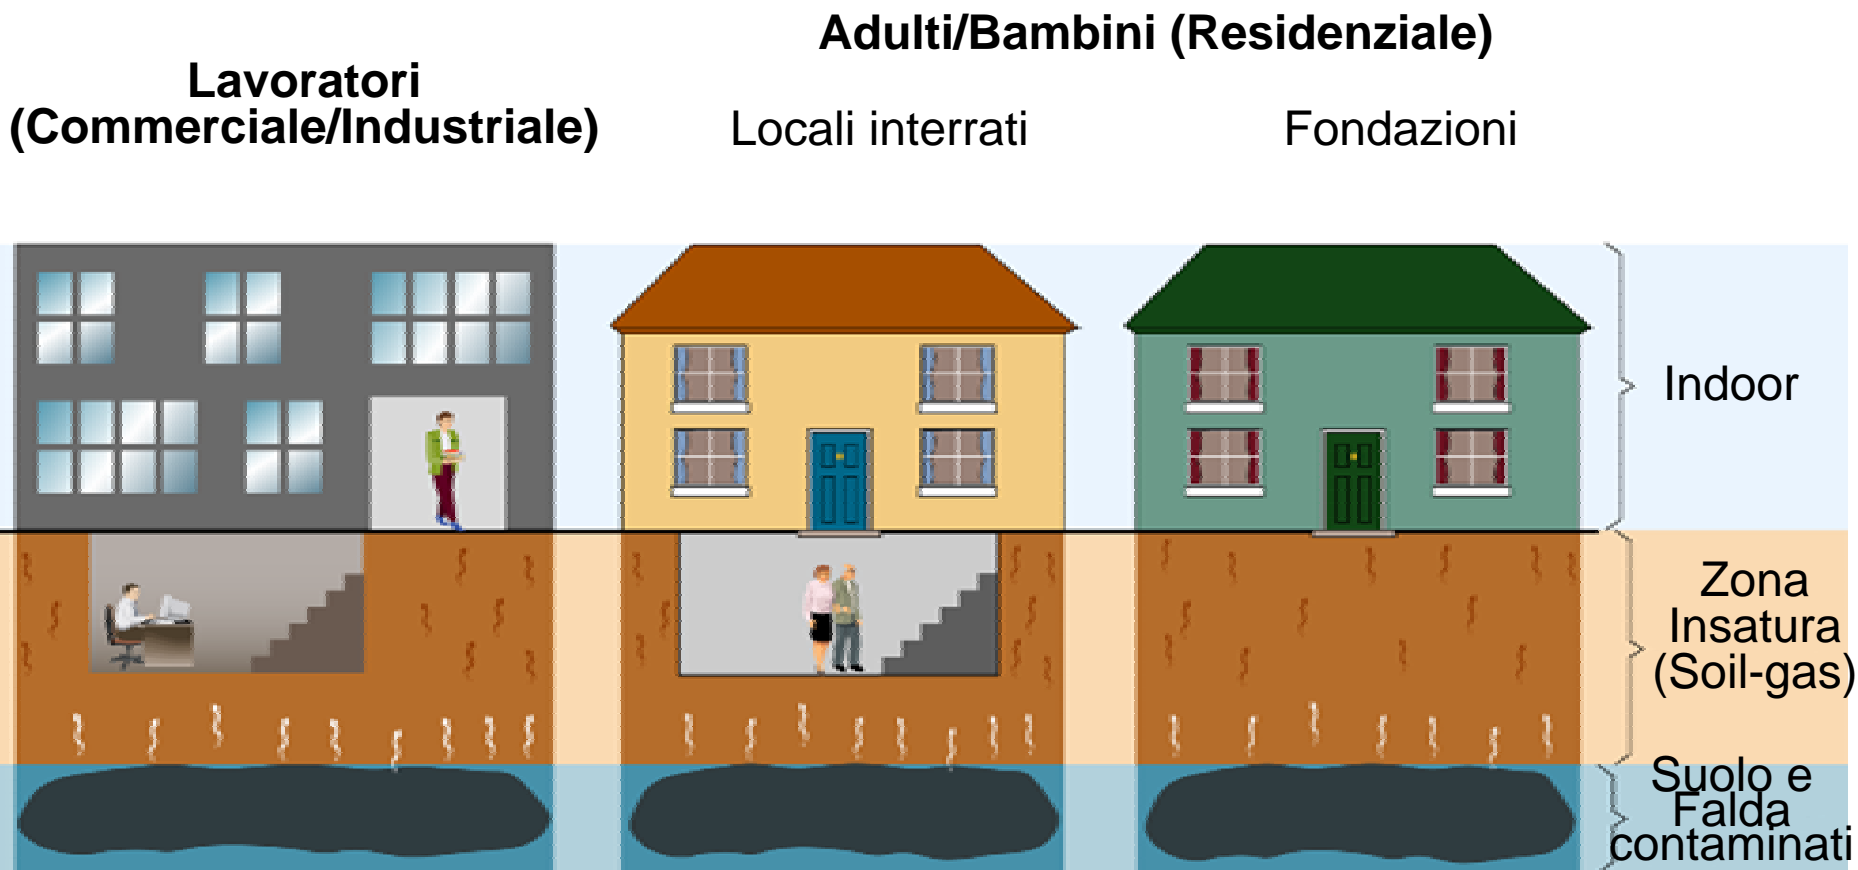 Adulti/Bambini (Residenziale)
Lavoratori
(Commerciale/Industriale)
Locali interrati
Fondazioni
Indoor
Zona
Insatura
(Soil-gas)
Suolo e
Falda
contaminati